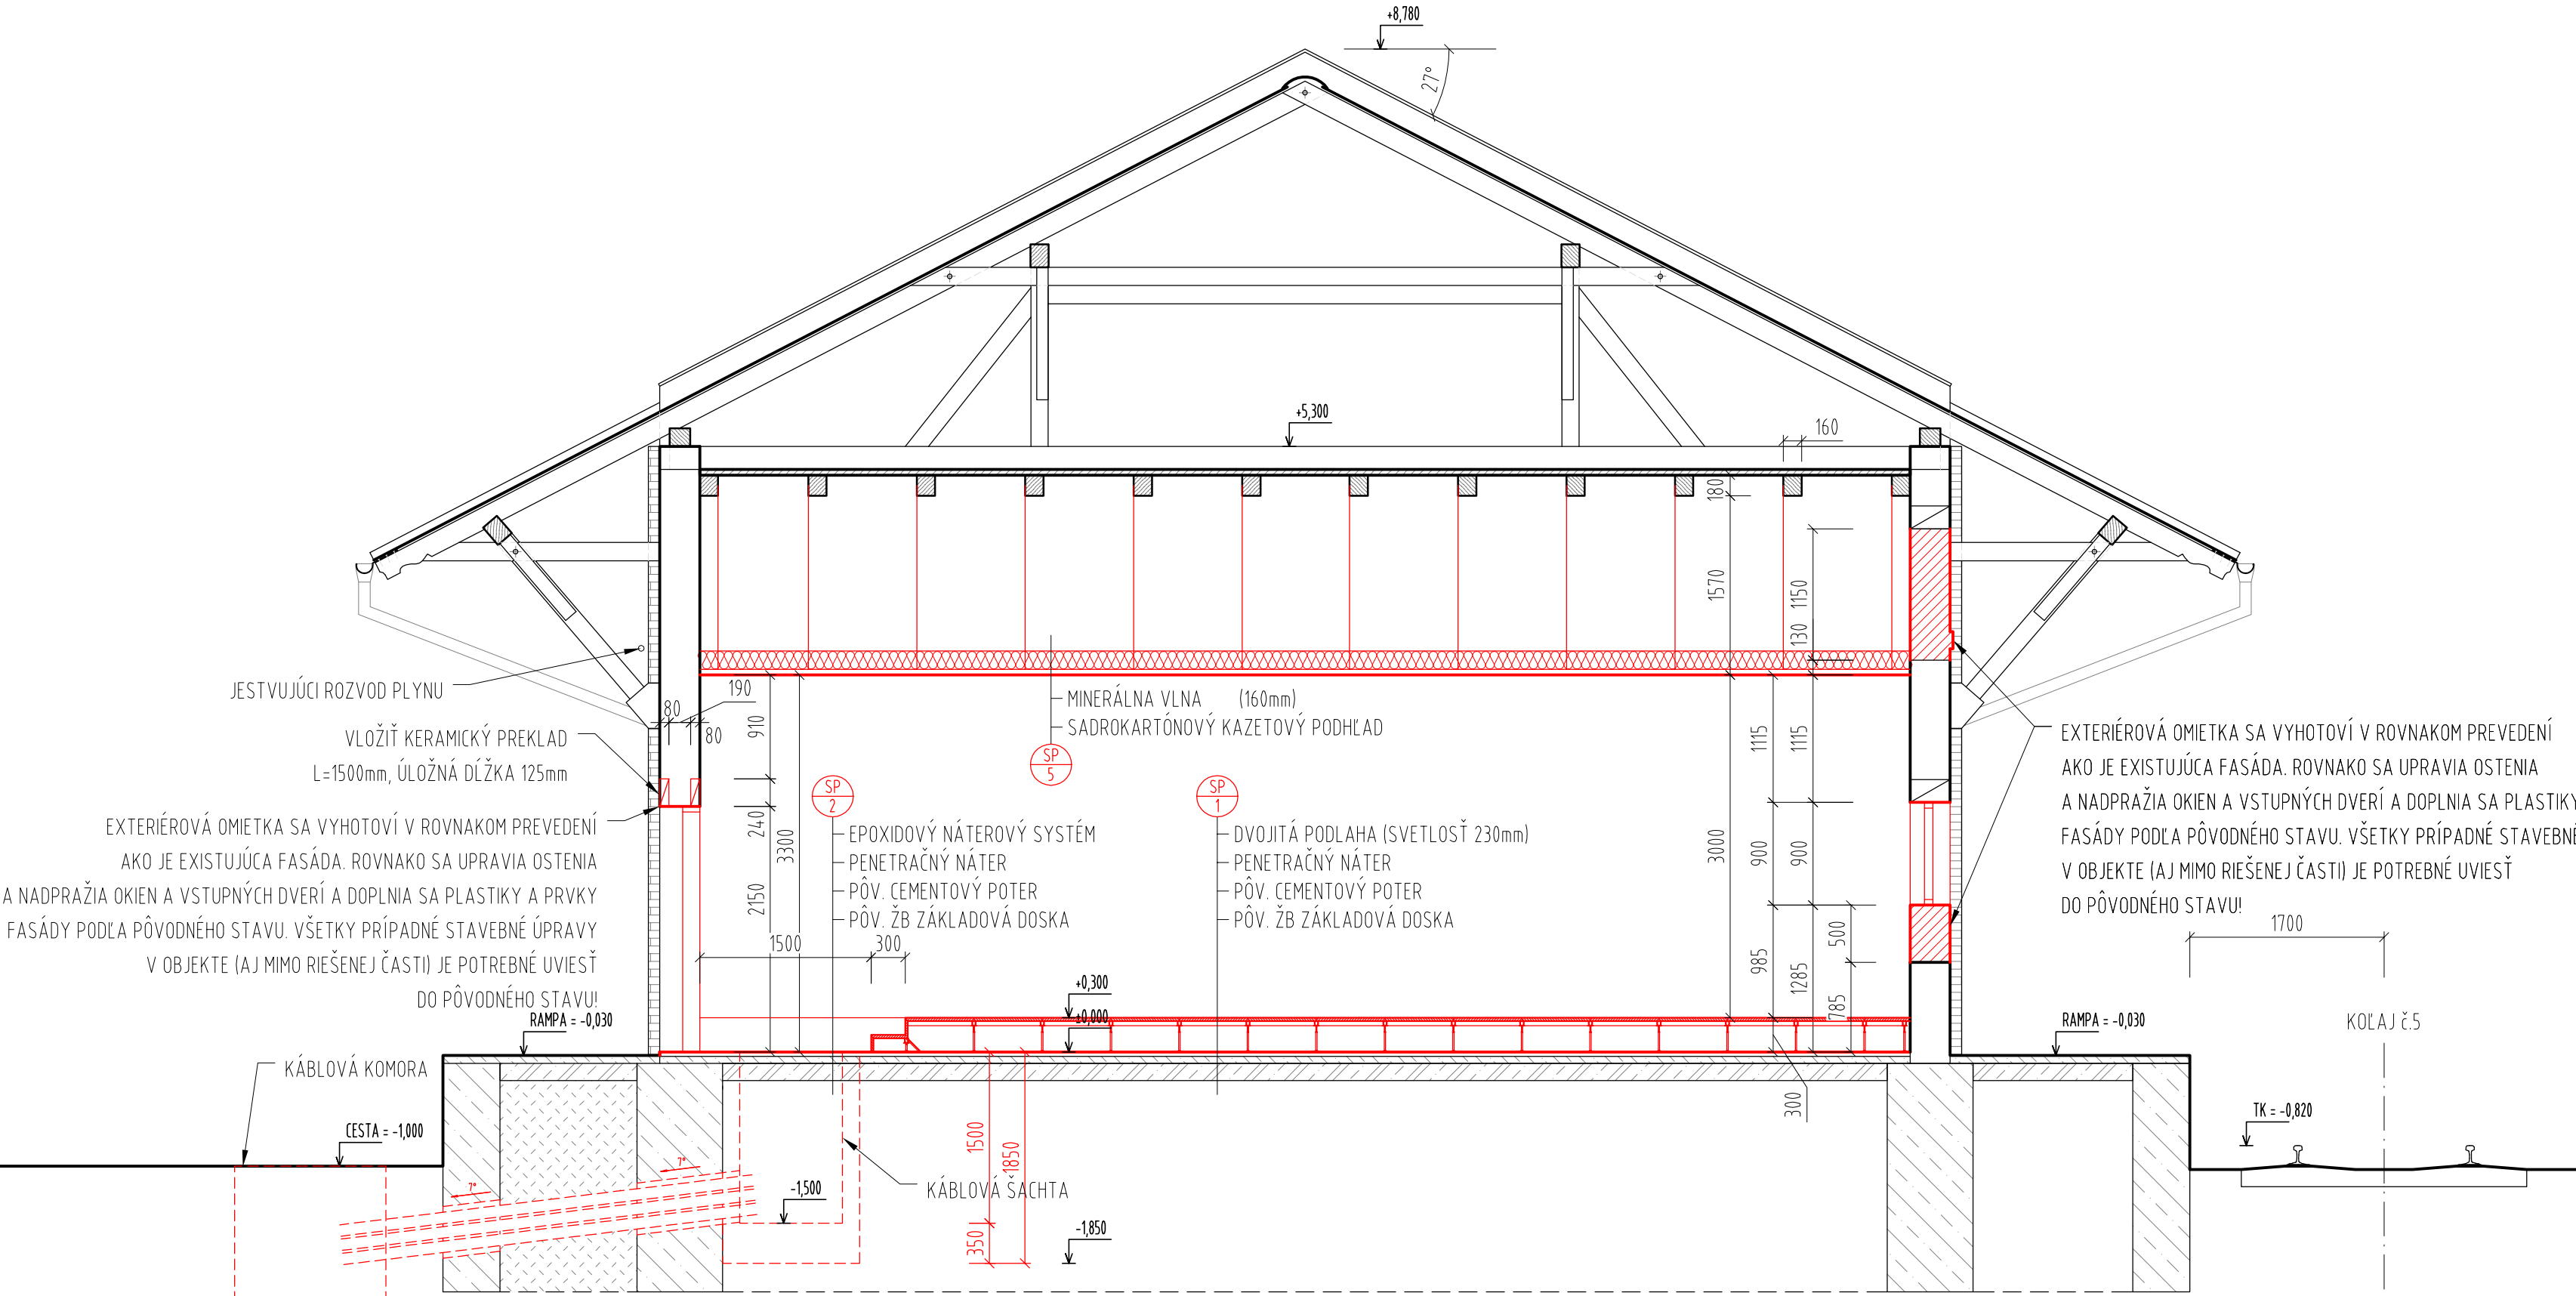 +8,780
27°
+5,300
160
180
1570
1150
130
JESTVUJÚCI ROZVOD PLYNU
190
80
80
910
VLOŽIŤ KERAMICKÝ PREKLAD
L=1500mm, ÚLOŽNÁ DĹŽKA 125mm
MINERÁLNA VLNA (160mm)
SADROKARTÓNOVÝ KAZETOVÝ PODHĽAD
SP
5
SP
2
SP
1
EXTERIÉROVÁ OMIETKA SA VYHOTOVÍ V ROVNAKOM PREVEDENÍ
AKO JE EXISTUJÚCA FASÁDA. ROVNAKO SA UPRAVIA OSTENIA
A NADPRAŽIA OKIEN A VSTUPNÝCH DVERÍ A DOPLNIA SA PLASTIKY A PRVKY
FASÁDY PODĽA PÔVODNÉHO STAVU. VŠETKY PRÍPADNÉ STAVEBNÉ ÚPRAVY
V OBJEKTE (AJ MIMO RIEŠENEJ ČASTI) JE POTREBNÉ UVIESŤ
DO PÔVODNÉHO STAVU!
240
3300
2150
EPOXIDOVÝ NÁTEROVÝ SYSTÉM
PENETRAČNÝ NÁTER
PÔV. CEMENTOVÝ POTER
PÔV. ŽB ZÁKLADOVÁ DOSKA
DVOJITÁ PODLAHA (SVETLOSŤ 230mm)
PENETRAČNÝ NÁTER
PÔV. CEMENTOVÝ POTER
PÔV. ŽB ZÁKLADOVÁ DOSKA
1115
1115
3000
900
900
985
1285
500
785
EXTERIÉROVÁ OMIETKA SA VYHOTOVÍ V ROVNAKOM PREVEDENÍ
AKO JE EXISTUJÚCA FASÁDA. ROVNAKO SA UPRAVIA OSTENIA
A NADPRAŽIA OKIEN A VSTUPNÝCH DVERÍ A DOPLNIA SA PLASTIKY
FASÁDY PODĽA PÔVODNÉHO STAVU. VŠETKY PRÍPADNÉ STAVEBNÉ
V OBJEKTE (AJ MIMO RIEŠENEJ ČASTI) JE POTREBNÉ UVIESŤ
DO PÔVODNÉHO STAVU!
1700
1500
300
+0,300
±0,000
RAMPA = -0,030
RAMPA = -0,030
KOĽAJ č.5
KÁBLOVÁ KOMORA
CESTA = -1,000
TK = -0,820
300
1500
1850
350
7°
7°
-1,500
KÁBLOVÁ ŠACHTA
-1,850